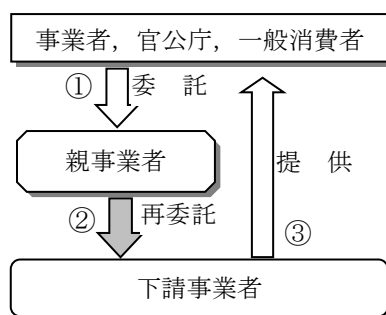 事業者，官公庁，一般消費者
① 委　託
親事業者
提　供
② 再委託
③
下請事業者